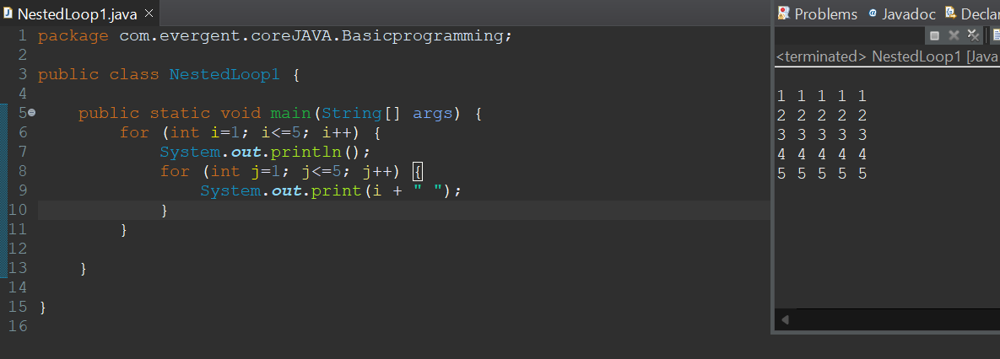 NestedLoop1.java
1 package com.evergent.coreJAVA.Basicprogramming;
2
3 public class NestedLoop1 {
4
5     public static void main(String[] args) {
6         for (int i=1; i<=5; i++) {
7             System.out.println();
8             for (int j=1; j<=5; j++) {
9                 System.out.print(i + " ");
10             }
11         }
12
13     }
14
15 }
16
Problems Javadoc Declar
<terminated> NestedLoop1 [Java
1 1 1 1 1
2 2 2 2 2
3 3 3 3 3
4 4 4 4 4
5 5 5 5 5